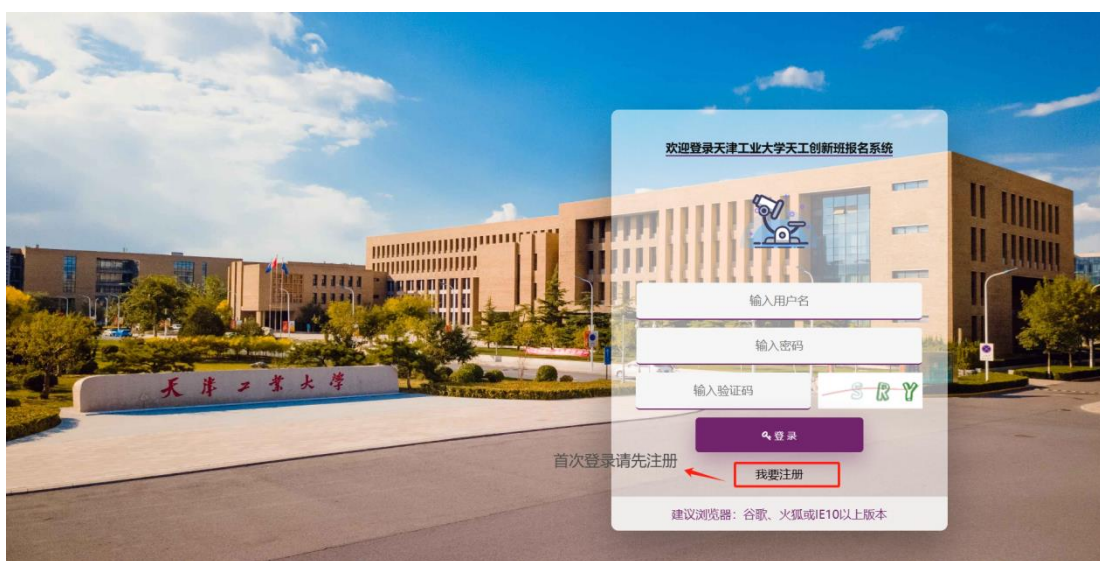 欢迎登录天津工业大学天工创新班报名系统
输入用户名
输入密码
输入验证码
S R Y
登 录
首次登录请先注册
我要注册
建议浏览器：谷歌、火狐或IE10以上版本
天津工業大學